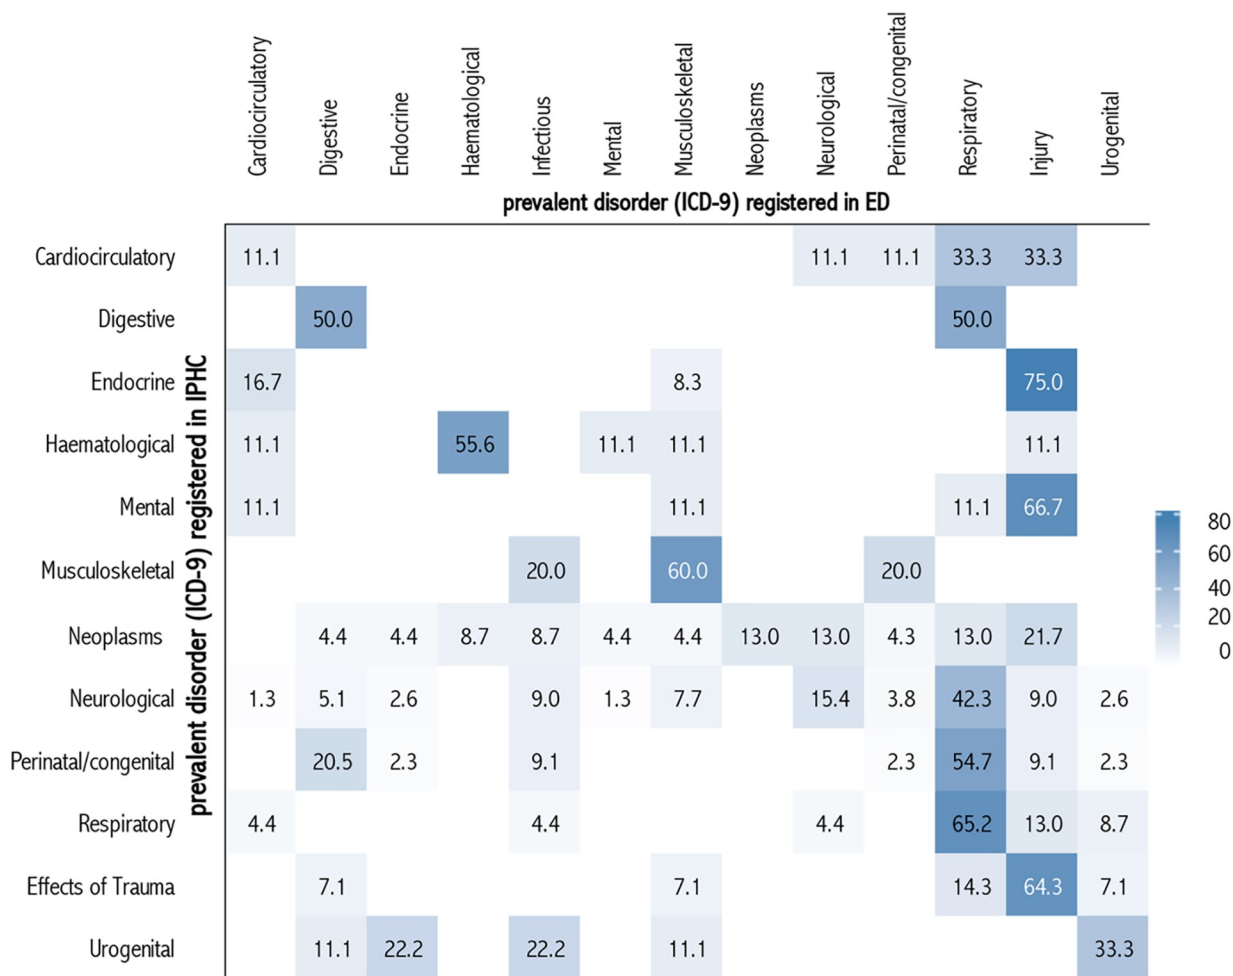 Cardiocirculatory Digestive Endocrine Haematological Infectious Mental Musculoskeletal Neoplasms Neurological Perinatal/congenital Respiratory Injury Urogenital
prevalent disorder (ICD-9) registered in ED
prevalent disorder (ICD-9) registered in IPHC
Cardiocirculatory 11.1 11.1 11.1 33.3 33.3
Digestive 50.0 50.0
Endocrine 16.7 8.3 75.0
Haematological 11.1 55.6 11.1 11.1 11.1
Mental 11.1 11.1 11.1 66.7
Musculoskeletal 20.0 60.0 20.0
Neoplasms 4.4 4.4 8.7 8.7 4.4 4.4 13.0 13.0 4.3 13.0 21.7
Neurological 1.3 5.1 2.6 9.0 1.3 7.7 15.4 3.8 42.3 9.0 2.6
Perinatal/congenital 20.5 2.3 9.1 2.3 54.7 9.1 2.3
Respiratory 4.4 4.4 4.4 65.2 13.0 8.7
Effects of Trauma 7.1 7.1 14.3 64.3 7.1
Urogenital 11.1 22.2 22.2 11.1 33.3
80
60
40
20
0